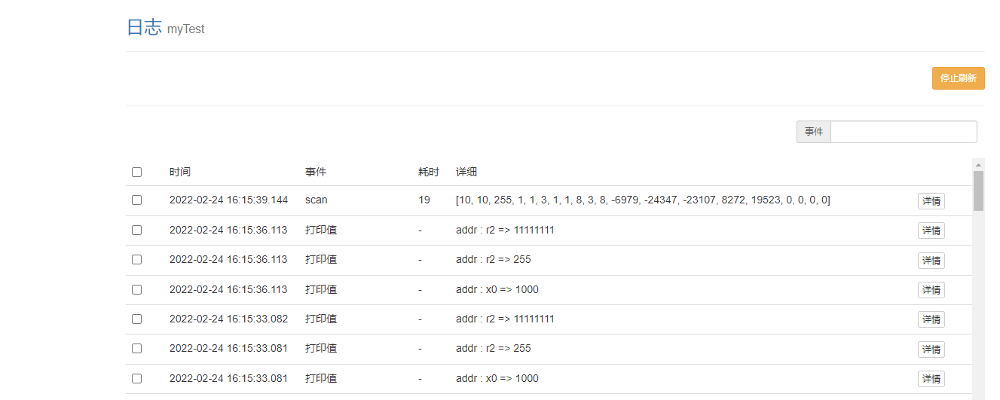 日志 myTest
停止刷新
事件
时间 事件 耗时 详细
2022-02-24 16:15:39.144 scan 19 [10, 10, 255, 1, 1, 3, 1, 1, 8, 3, 8, -6979, -24347, -23107, 8272, 19523, 0, 0, 0, 0] 详情
2022-02-24 16:15:36.113 打印值 - addr : r2 => 11111111 详情
2022-02-24 16:15:36.113 打印值 - addr : r2 => 255 详情
2022-02-24 16:15:36.113 打印值 - addr : x0 => 1000 详情
2022-02-24 16:15:33.082 打印值 - addr : r2 => 11111111 详情
2022-02-24 16:15:33.081 打印值 - addr : r2 => 255 详情
2022-02-24 16:15:33.081 打印值 - addr : x0 => 1000 详情